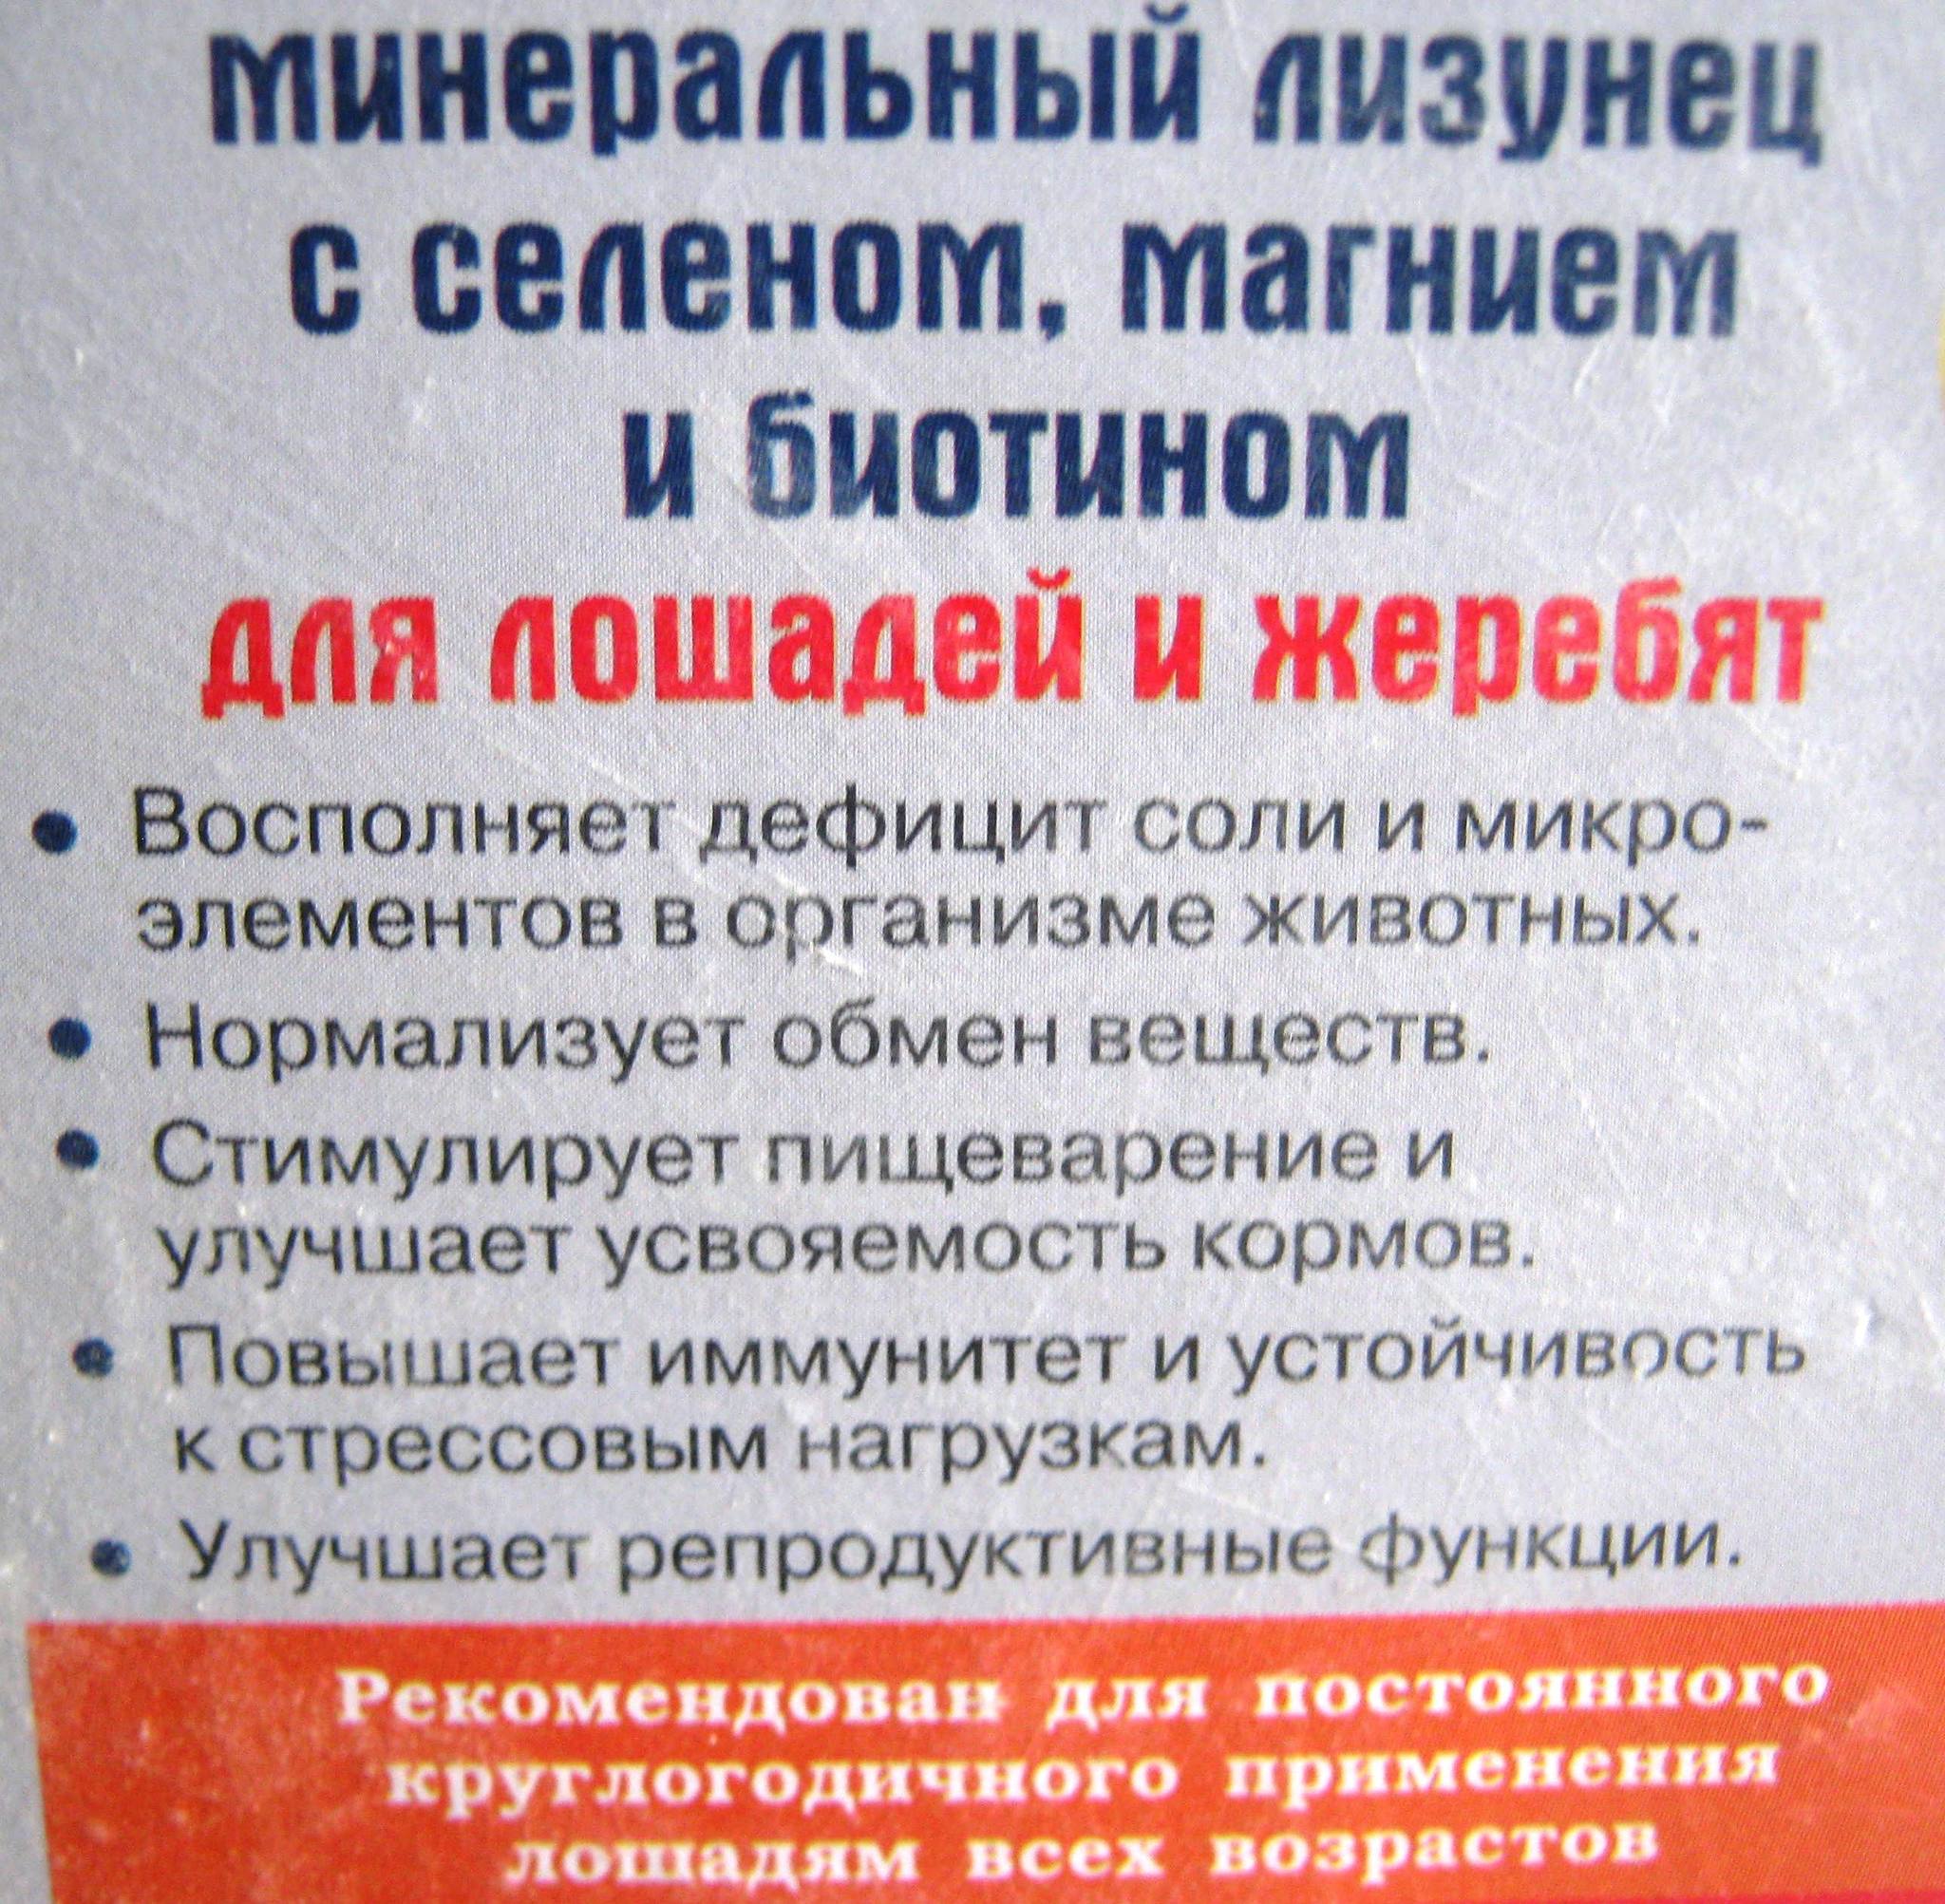 минеральный лизунец
с селеном, магнием
и биотином
для лошадей и жеребят
• Восполняет дефицит соли и микро-
элементов в организме животных.
• Нормализует обмен веществ.
• Стимулирует пищеварение и
улучшает усвояемость кормов.
• Повышает иммунитет и устойчивость
к стрессовым нагрузкам.
• Улучшает репродуктивные функции.
Рекомендован для постоянного
круглогодичного применения
лошадям всех возрастов